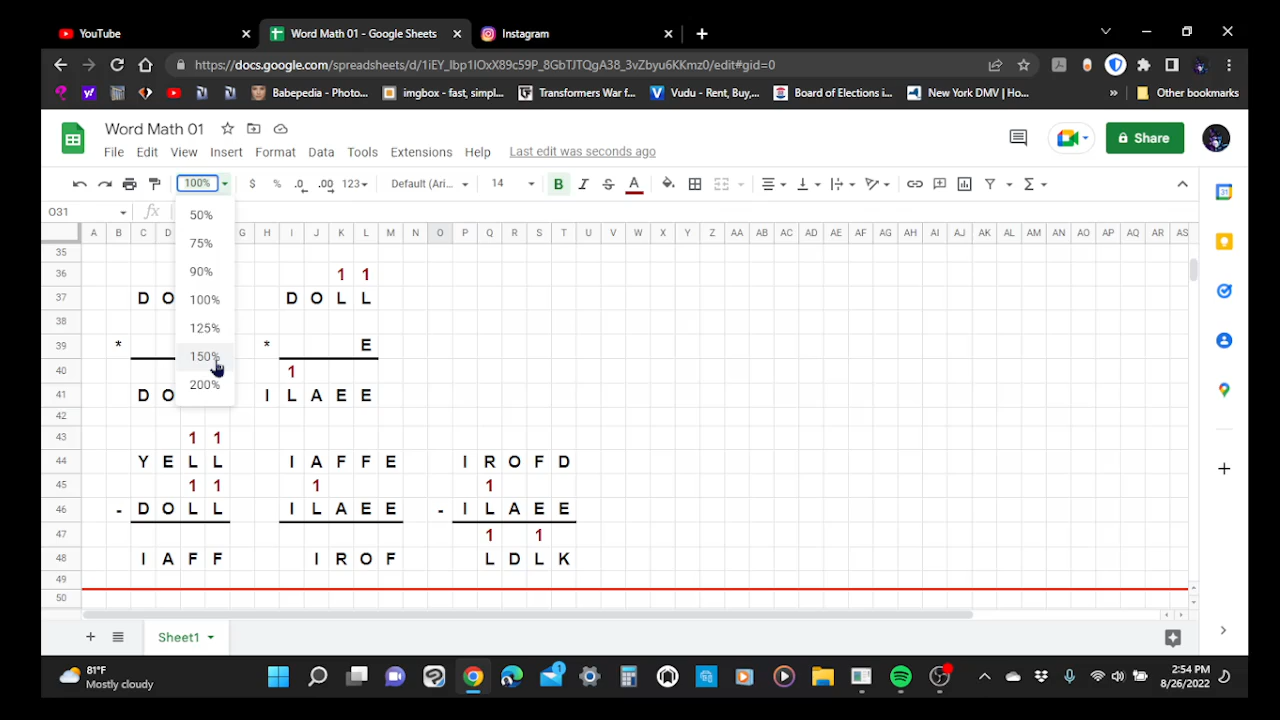 YouTube
Word Math 01 - Google Sheets
Instagram
https://docs.google.com/spreadsheets/d/1iEY_Ibp1IOxX89c59P_8GbTJTQgA38_3vZbyu6KKmz0/edit#gid=0
Babepedia - Photo...
imgbox - fast, simpl...
Transformers War f...
Vudu - Rent, Buy,...
Board of Elections i...
New York DMV | Ho...
»
Other bookmarks
Word Math 01
File Edit View Insert Format Data Tools Extensions Help
Last edit was seconds ago
Share
100% $ % .0 .00 123 Default (Ari... 14 B I S A Σ
O31 fx
A B C D G H I J K L M N O P Q R S T U V W X Y Z AA AB AC AD AE AF AG AH AI AJ AK AL AM AN AO AP AQ AR AS
50%
75%
90%
100%
125%
150%
200%
35
36 1 1
37 D O D O L L
38
39 * * E
40 1
41 D O I L A E E
42
43 1 1
44 Y E L L I A F F E I R O F D
45 1 1 1 1
46 - D O L L I L A E E - I L A E E
47 1 1
48 I A F F I R O F L D L K
49
50
+ Sheet1
81°F
Mostly cloudy
2:54 PM
8/26/2022